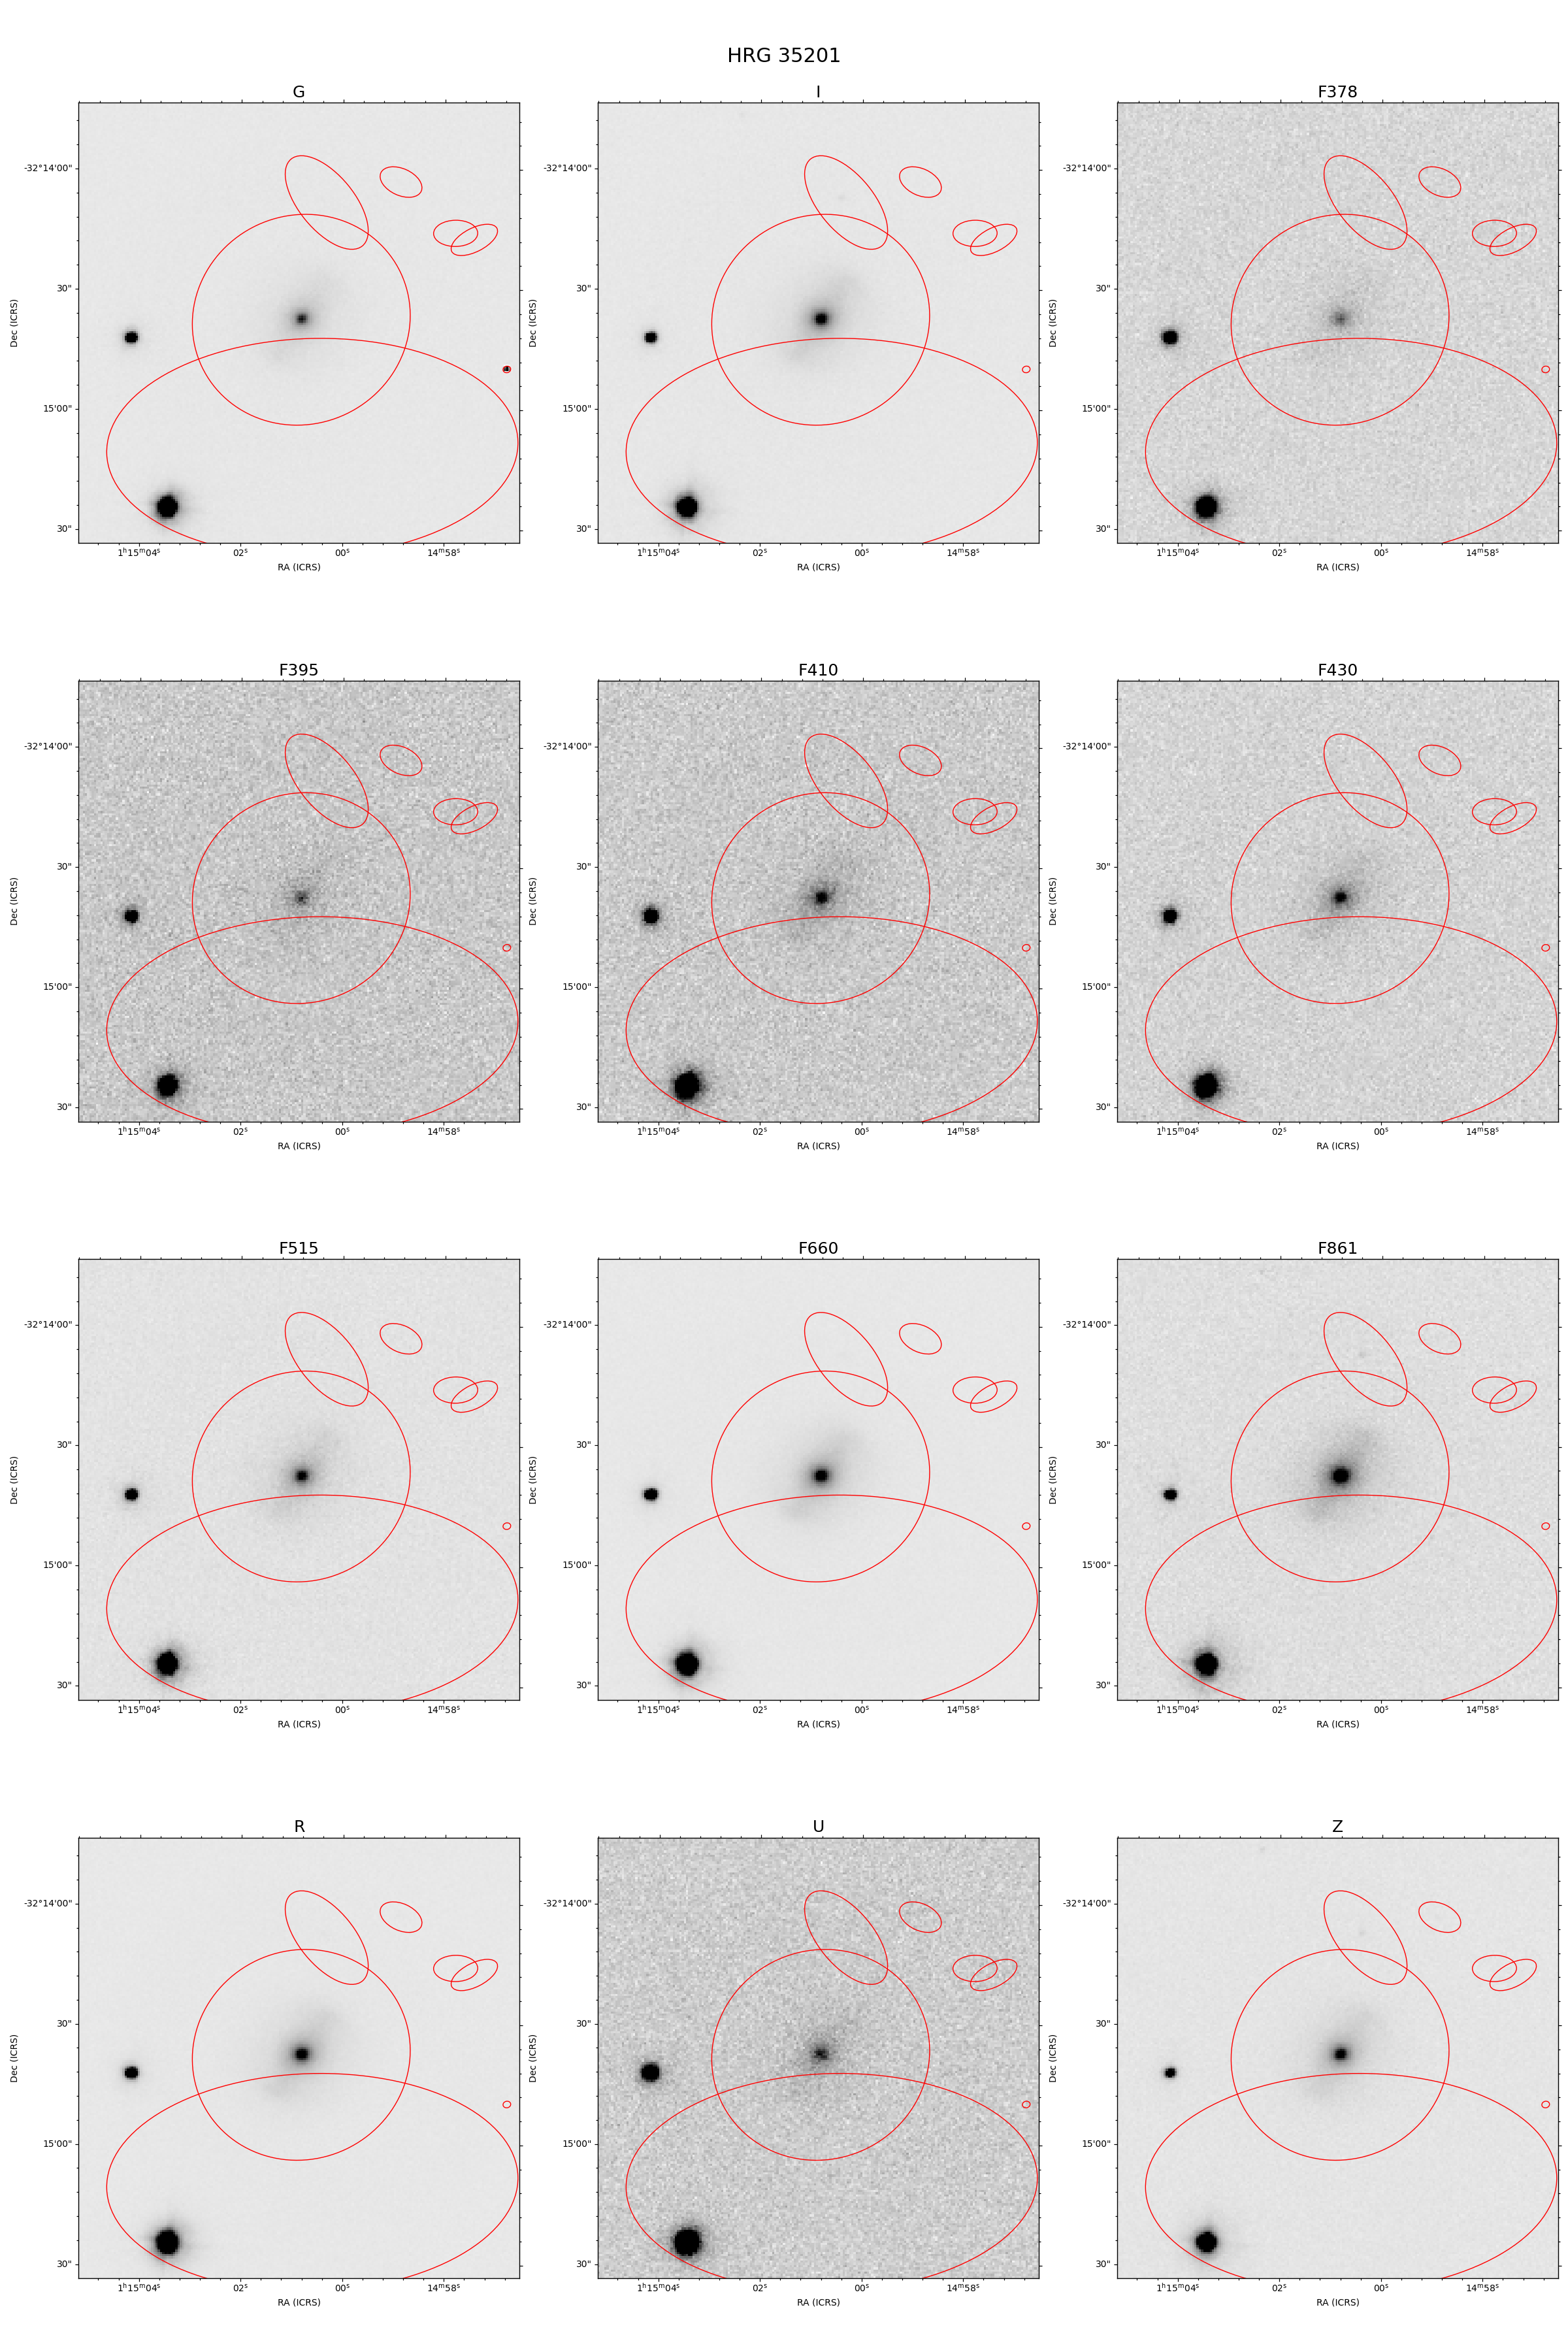 HRG 35201
G I F378
-32°14'00" -32°14'00" -32°14'00"
Dec (ICRS) 30" Dec (ICRS) 30" Dec (ICRS) 30"
15'00" 15'00" 15'00"
30" 30" 30"
1ʰ15ᵐ04ˢ 02ˢ 00ˢ 14ᵐ58ˢ 1ʰ15ᵐ04ˢ 02ˢ 00ˢ 14ᵐ58ˢ 1ʰ15ᵐ04ˢ 02ˢ 00ˢ 14ᵐ58ˢ
RA (ICRS) RA (ICRS) RA (ICRS)
F395 F410 F430
-32°14'00" -32°14'00" -32°14'00"
Dec (ICRS) 30" Dec (ICRS) 30" Dec (ICRS) 30"
15'00" 15'00" 15'00"
30" 30" 30"
1ʰ15ᵐ04ˢ 02ˢ 00ˢ 14ᵐ58ˢ 1ʰ15ᵐ04ˢ 02ˢ 00ˢ 14ᵐ58ˢ 1ʰ15ᵐ04ˢ 02ˢ 00ˢ 14ᵐ58ˢ
RA (ICRS) RA (ICRS) RA (ICRS)
F515 F660 F861
-32°14'00" -32°14'00" -32°14'00"
Dec (ICRS) 30" Dec (ICRS) 30" Dec (ICRS) 30"
15'00" 15'00" 15'00"
30" 30" 30"
1ʰ15ᵐ04ˢ 02ˢ 00ˢ 14ᵐ58ˢ 1ʰ15ᵐ04ˢ 02ˢ 00ˢ 14ᵐ58ˢ 1ʰ15ᵐ04ˢ 02ˢ 00ˢ 14ᵐ58ˢ
RA (ICRS) RA (ICRS) RA (ICRS)
R U Z
-32°14'00" -32°14'00" -32°14'00"
Dec (ICRS) 30" Dec (ICRS) 30" Dec (ICRS) 30"
15'00" 15'00" 15'00"
30" 30" 30"
1ʰ15ᵐ04ˢ 02ˢ 00ˢ 14ᵐ58ˢ 1ʰ15ᵐ04ˢ 02ˢ 00ˢ 14ᵐ58ˢ 1ʰ15ᵐ04ˢ 02ˢ 00ˢ 14ᵐ58ˢ
RA (ICRS) RA (ICRS) RA (ICRS)